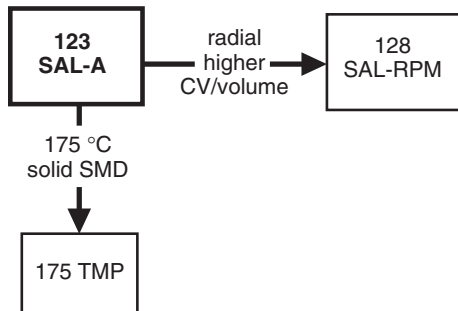 123
SAL-A
radial
higher
CV/volume
128
SAL-RPM
175 °C
solid SMD
175 TMP